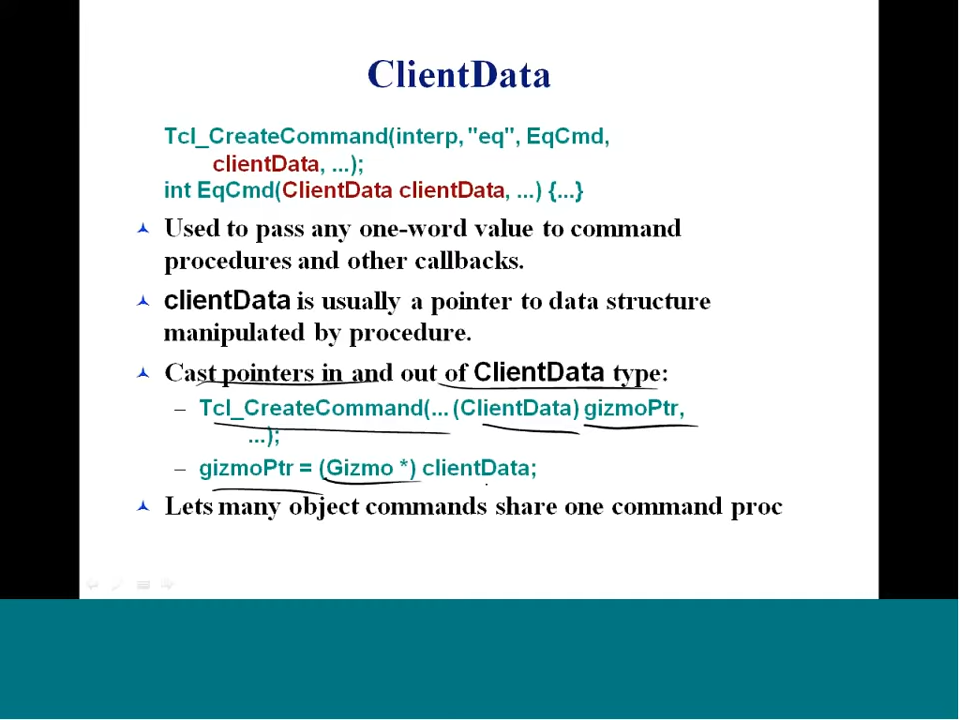 ClientData
Tcl_CreateCommand(interp, "eq", EqCmd,
clientData, ...);
int EqCmd(ClientData clientData, ...) {...}
Used to pass any one-word value to command
procedures and other callbacks.
clientData is usually a pointer to data structure
manipulated by procedure.
Cast pointers in and out of ClientData type:
– Tcl_CreateCommand(... (ClientData) gizmoPtr,
...);
– gizmoPtr = (Gizmo *) clientData;
Lets many object commands share one command proc